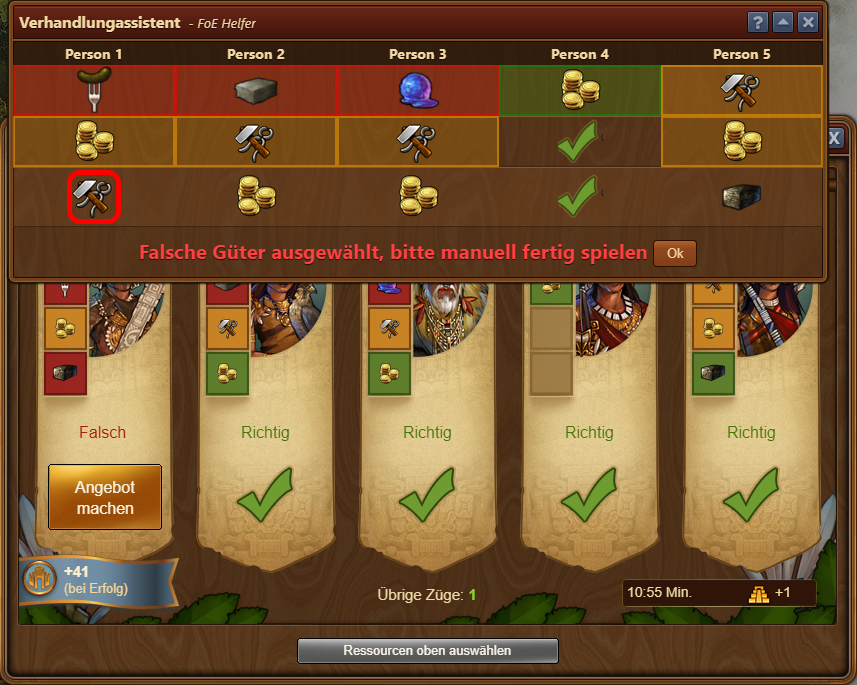 Verhandlungassistent - FoE Helfer
? X
Person 1 Person 2 Person 3 Person 4 Person 5
X
Falsche Güter ausgewählt, bitte manuell fertig spielen Ok
Falsch Richtig Richtig Richtig Richtig
Angebot
machen
+41
(bei Erfolg)
Übrige Züge: 1
10:55 Min. +1
Ressourcen oben auswählen